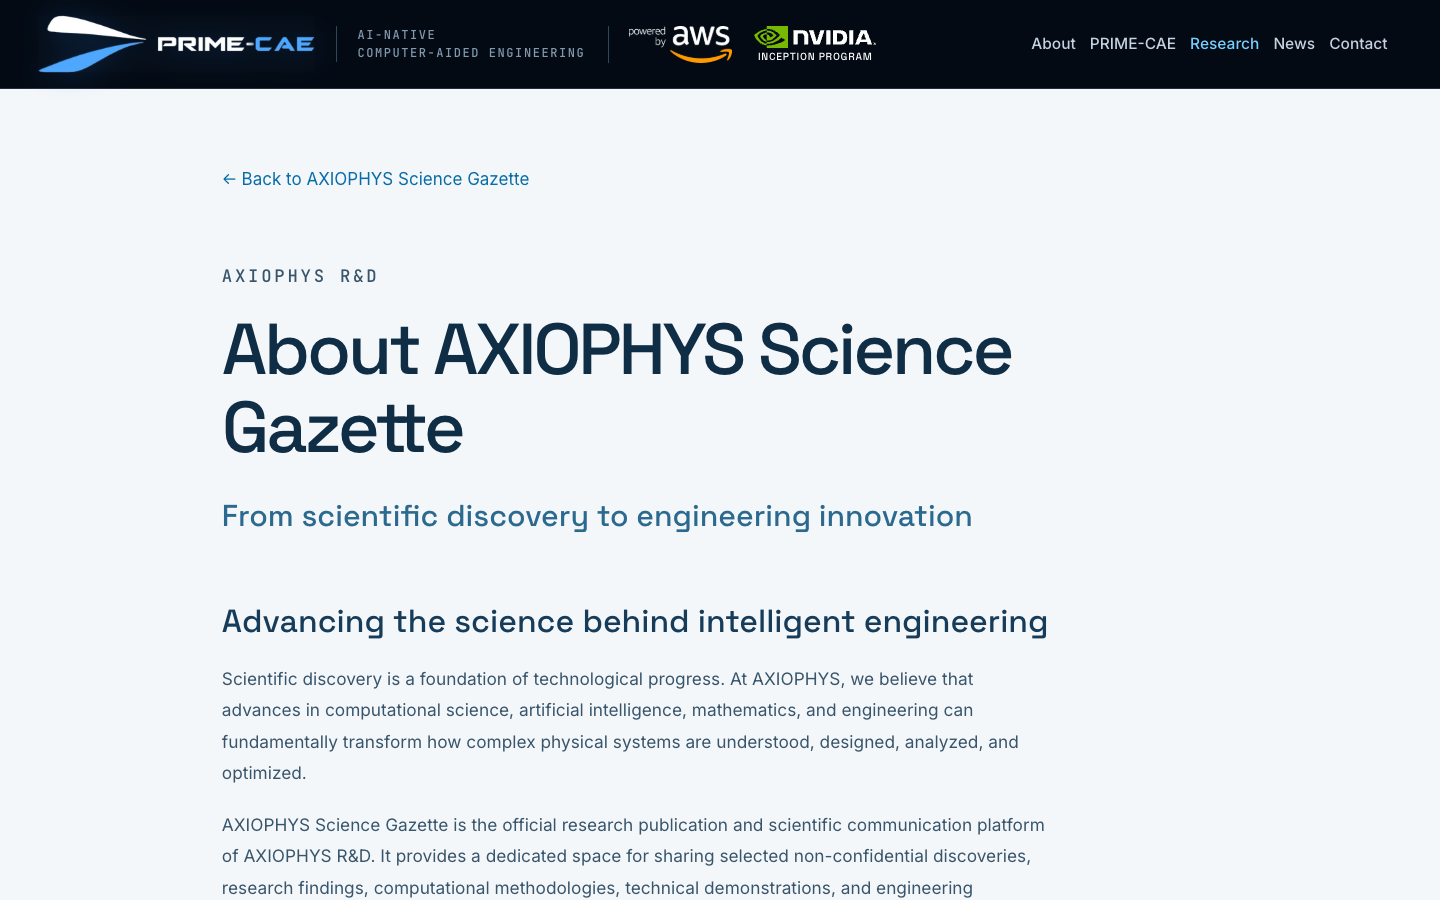 PRIME-CAE
AI-NATIVE
COMPUTER-AIDED ENGINEERING
powered by aws
NVIDIA.
INCEPTION PROGRAM
About PRIME-CAE Research News Contact
← Back to AXIOPHYS Science Gazette
AXIOPHYS R&D
About AXIOPHYS Science
Gazette
From scientific discovery to engineering innovation
Advancing the science behind intelligent engineering
Scientific discovery is a foundation of technological progress. At AXIOPHYS, we believe that
advances in computational science, artificial intelligence, mathematics, and engineering can
fundamentally transform how complex physical systems are understood, designed, analyzed, and
optimized.
AXIOPHYS Science Gazette is the official research publication and scientific communication platform
of AXIOPHYS R&D. It provides a dedicated space for sharing selected non-confidential discoveries,
research findings, computational methodologies, technical demonstrations, and engineering